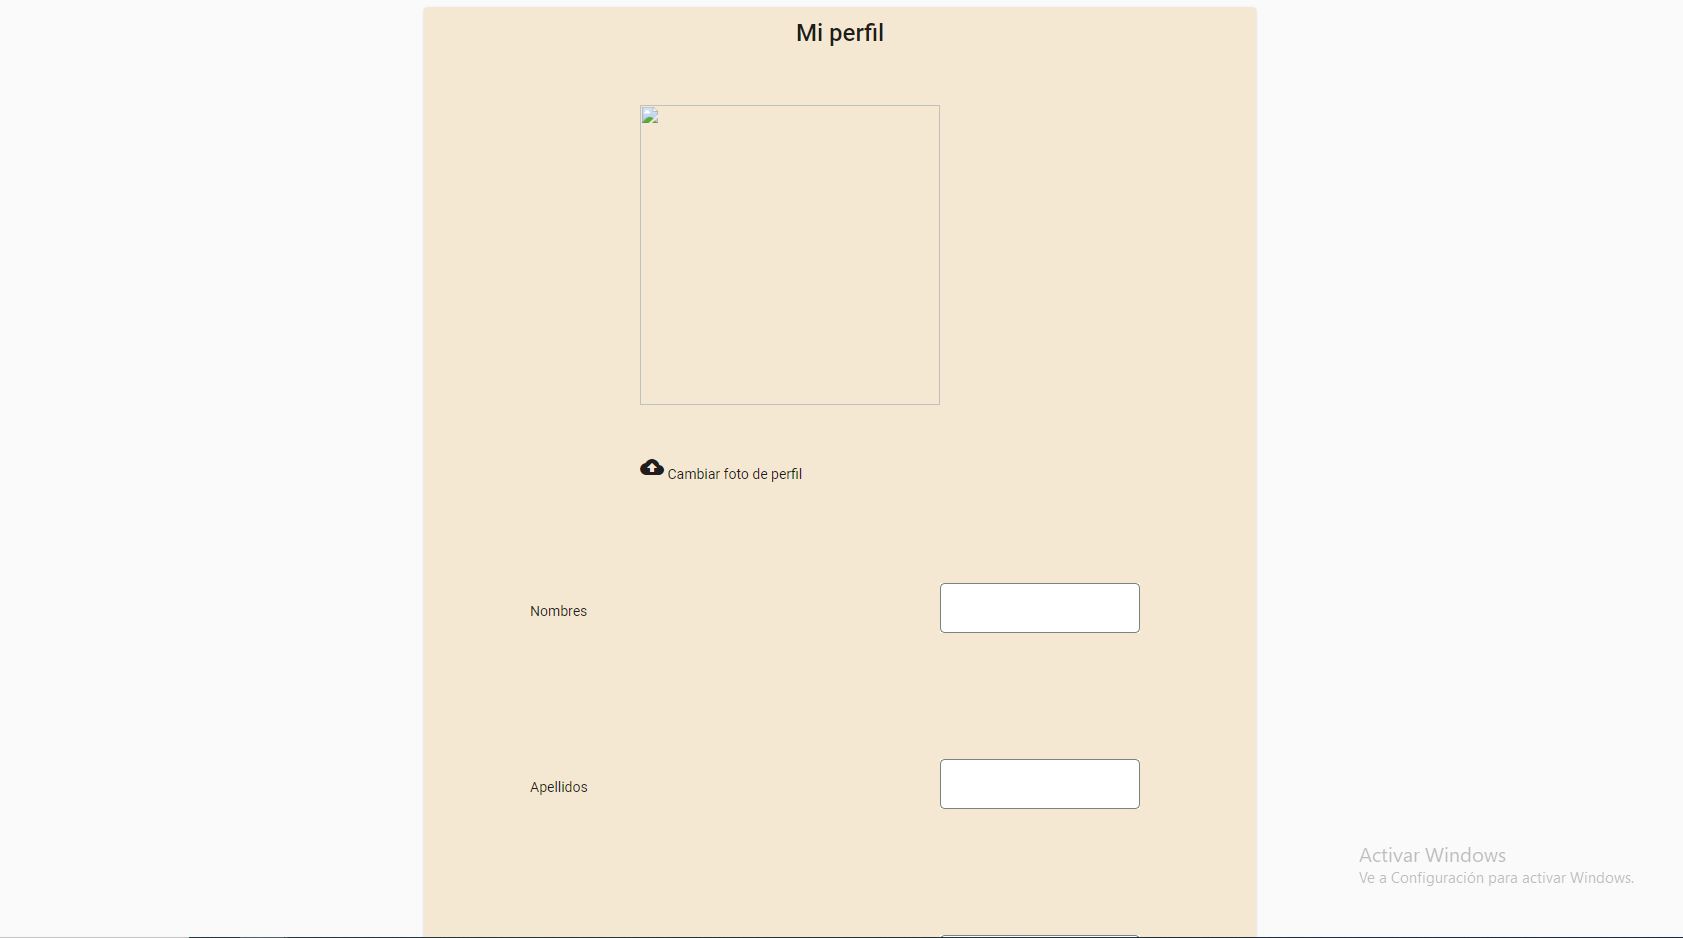 Mi perfil
Cambiar foto de perfil
Nombres
Apellidos
Activar Windows
Ve a Configuración para activar Windows.